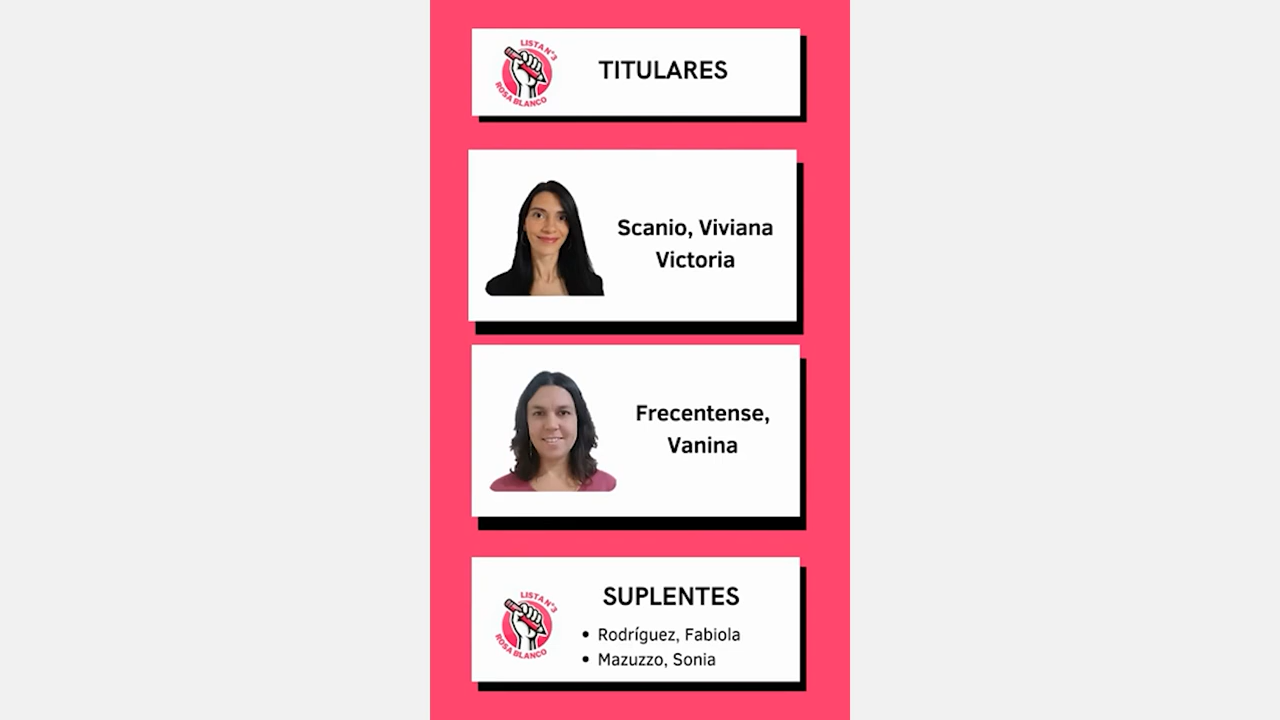 LISTA N°3
ROSA BLANCO
TITULARES
Scanio, Viviana
Victoria
Frecentense,
Vanina
LISTA N°3
ROSA BLANCO
SUPLENTES
• Rodríguez, Fabiola
• Mazuzzo, Sonia